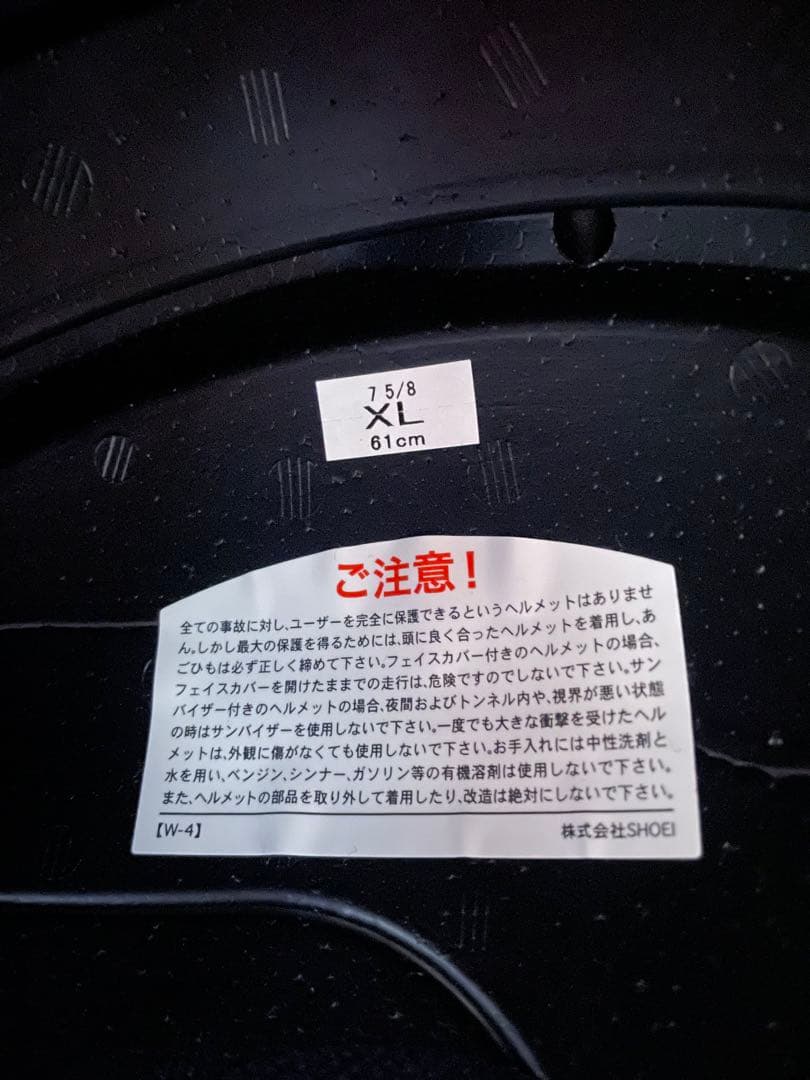 7 5/8
XL
61cm
ご注意！
全ての事故に対し、ユーザーを完全に保護できるというヘルメットはありませ
ん。しかし最大の保護を得るためには、頭に良く合ったヘルメットを着用し、あ
ごひもは必ず正しく締めて下さい。フェイスカバー付きのヘルメットの場合、
フェイスカバーを開けたままでの走行は、危険ですのでしないで下さい。サン
バイザー付きのヘルメットの場合、夜間およびトンネル内や、視界が悪い状態
の時はサンバイザーを使用しないで下さい。一度でも大きな衝撃を受けたヘル
メットは、外観に傷がなくても使用しないで下さい。お手入れには中性洗剤と
水を用い、ベンジン、シンナー、ガソリン等の有機溶剤は使用しないで下さい。
また、ヘルメットの部品を取り外して着用したり、改造は絶対にしないで下さい。
【W-4】 株式会社SHOEI